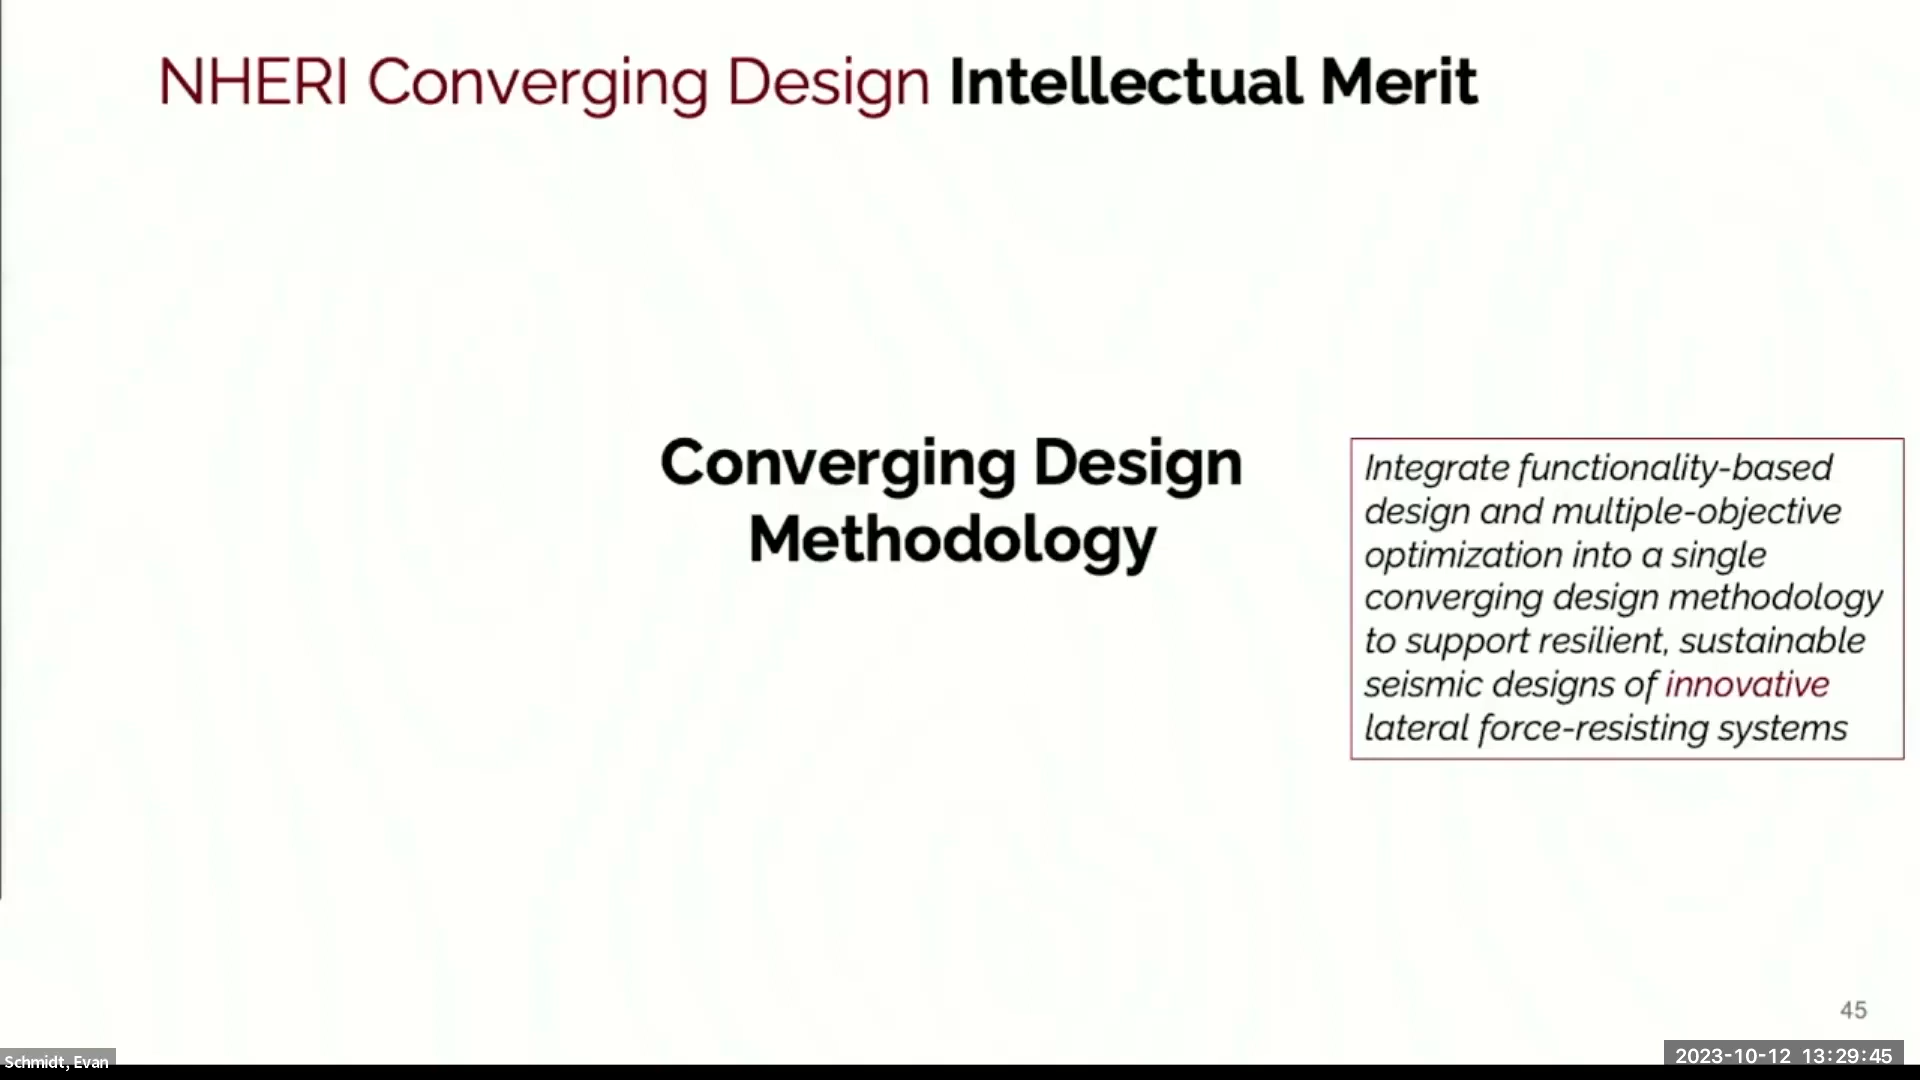 NHERI Converging Design Intellectual Merit
Converging Design
Methodology
Integrate functionality-based
design and multiple-objective
optimization into a single
converging design methodology
to support resilient, sustainable
seismic designs of innovative
lateral force-resisting systems
45
Schmidt, Evan
2023-10-12 13:29:45